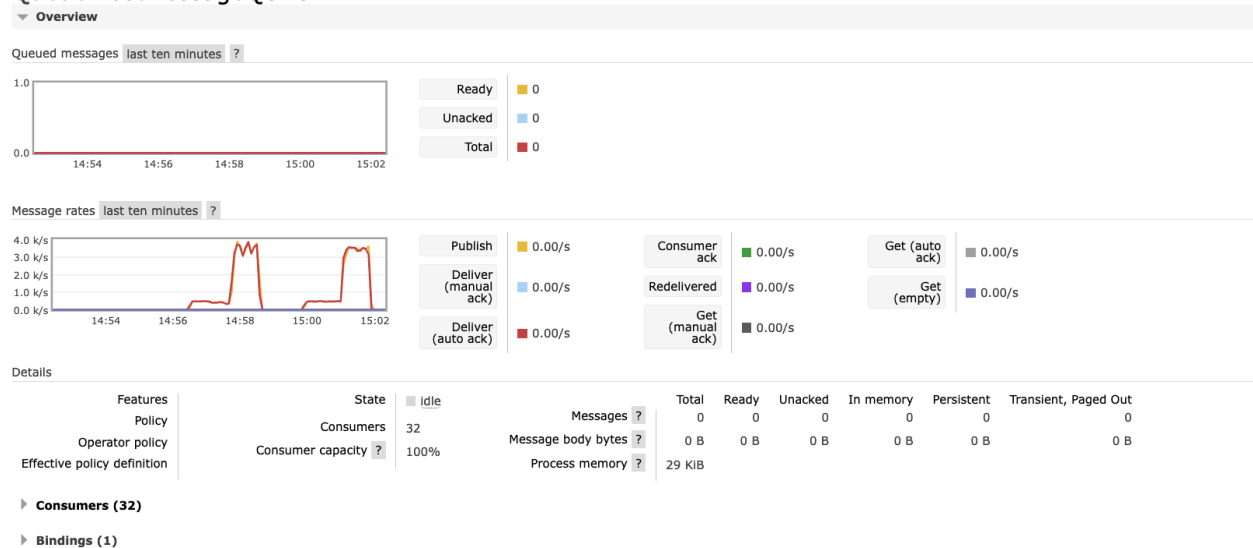 Overview
Queued messages last ten minutes ?
1.0
0.0
14:54 14:56 14:58 15:00 15:02
Ready 0
Unacked 0
Total 0
Message rates last ten minutes ?
4.0 k/s
3.0 k/s
2.0 k/s
1.0 k/s
0.0 k/s
14:54 14:56 14:58 15:00 15:02
Publish 0.00/s
Deliver (manual ack) 0.00/s
Deliver (auto ack) 0.00/s
Consumer ack 0.00/s
Redelivered 0.00/s
Get (manual ack) 0.00/s
Get (auto ack) 0.00/s
Get (empty) 0.00/s
Details
Features
Policy
Operator policy
Effective policy definition
State idle
Consumers 32
Consumer capacity ? 100%
Total Ready Unacked In memory Persistent Transient, Paged Out
Messages ? 0 0 0 0 0 0
Message body bytes ? 0 B 0 B 0 B 0 B 0 B 0 B
Process memory ? 29 KiB
Consumers (32)
Bindings (1)